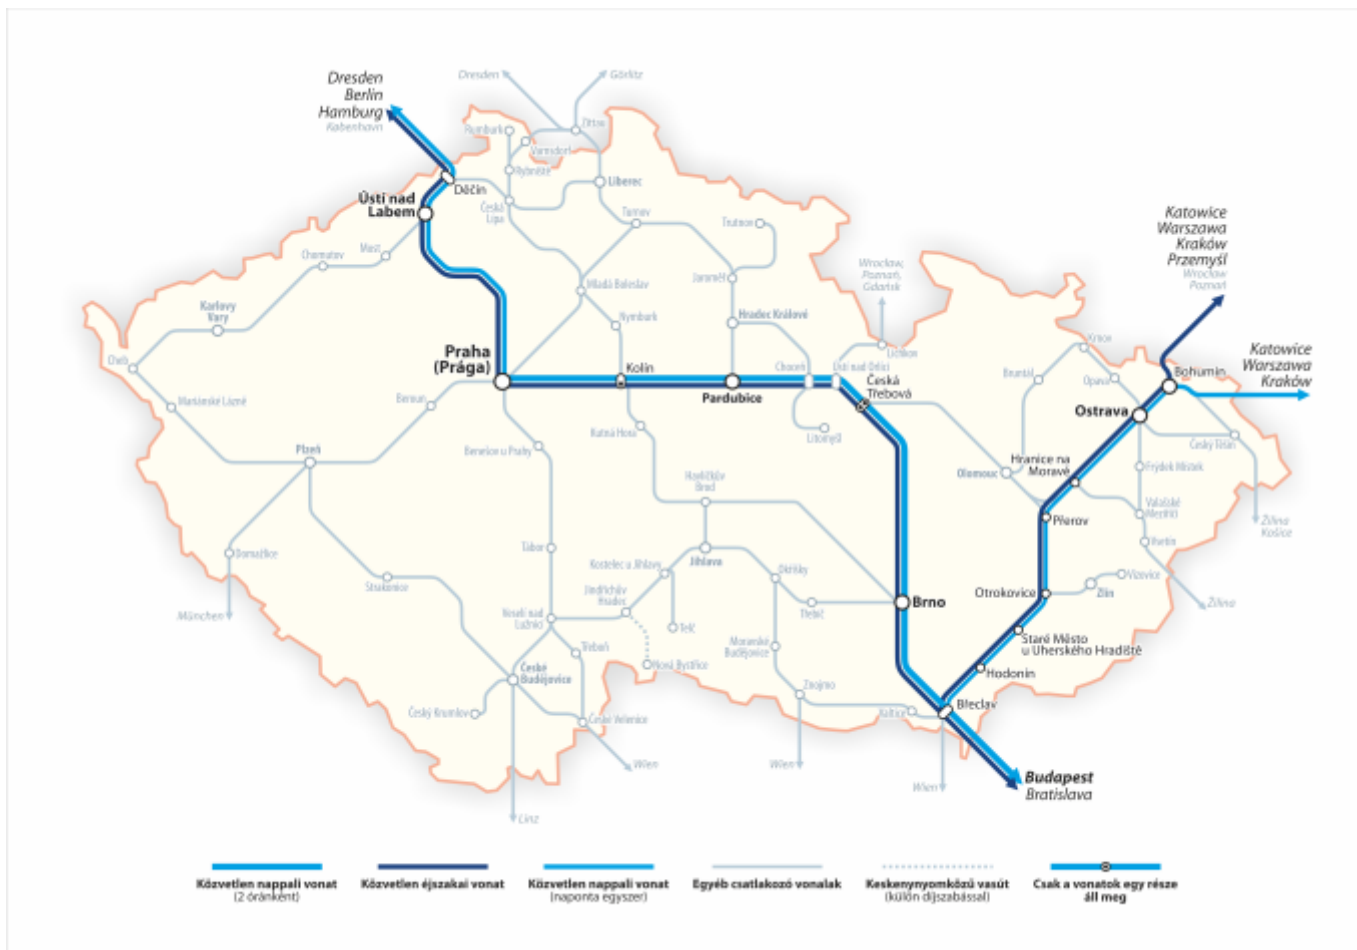 Dresden
Berlin
Hamburg
København
Dresden
Görlitz
Rumburk
Zittau
Varnsdorf
Rybniště
Děčín
Liberec
Ústí nad
Labem
Česká
Lípa
Turnov
Trutnov
Katowice
Warszawa
Kraków
Przemyśl
Wrocław
Poznań
Most
Chomutov
Wrocław,
Poznań,
Gdańsk
Jaroměř
Mladá Boleslav
Karlovy
Vary
Nymburk
Hradec Králové
Lichkov
Krnov
Cheb
Praha
(Prága)
Kolín
Choceň
Ústí nad Orlicí
Česká
Třebová
Bruntál
Opava
Bohumín
Katowice
Warszawa
Kraków
Mariánské Lázně
Beroun
Pardubice
Ostrava
Kutná Hora
Litomyšl
Český Těšín
Plzeň
Benešov u Prahy
Hranice na
Moravě
Olomouc
Frýdek Místek
Havlíčkův
Brod
Valašské
Meziříčí
Přerov
Žilina
Košice
Vsetín
Domažlice
Tábor
Jihlava
Kostelec u Jihlavy
Okříšky
Vizovice
Strakonice
Jindřichův
Hradec
Otrokovice
Zlín
Žilina
München
Veselí nad
Lužnicí
Třebíč
Brno
Telč
Staré Město
u Uherského Hradiště
Třeboň
Moravské
Budějovice
Nová Bystřice
Hodonín
České
Budějovice
Znojmo
Český Krumlov
České Velenice
Valtice
Břeclav
Wien
Wien
Wien
Budapest
Bratislava
Linz
Közvetlen nappali vonat
(2 óránként)
Közvetlen éjszakai vonat
Közvetlen nappali vonat
(naponta egyszer)
Egyéb csatlakozó vonalak
Keskenynyomközű vasút
(külön díjszabással)
Csak a vonatok egy része
áll meg